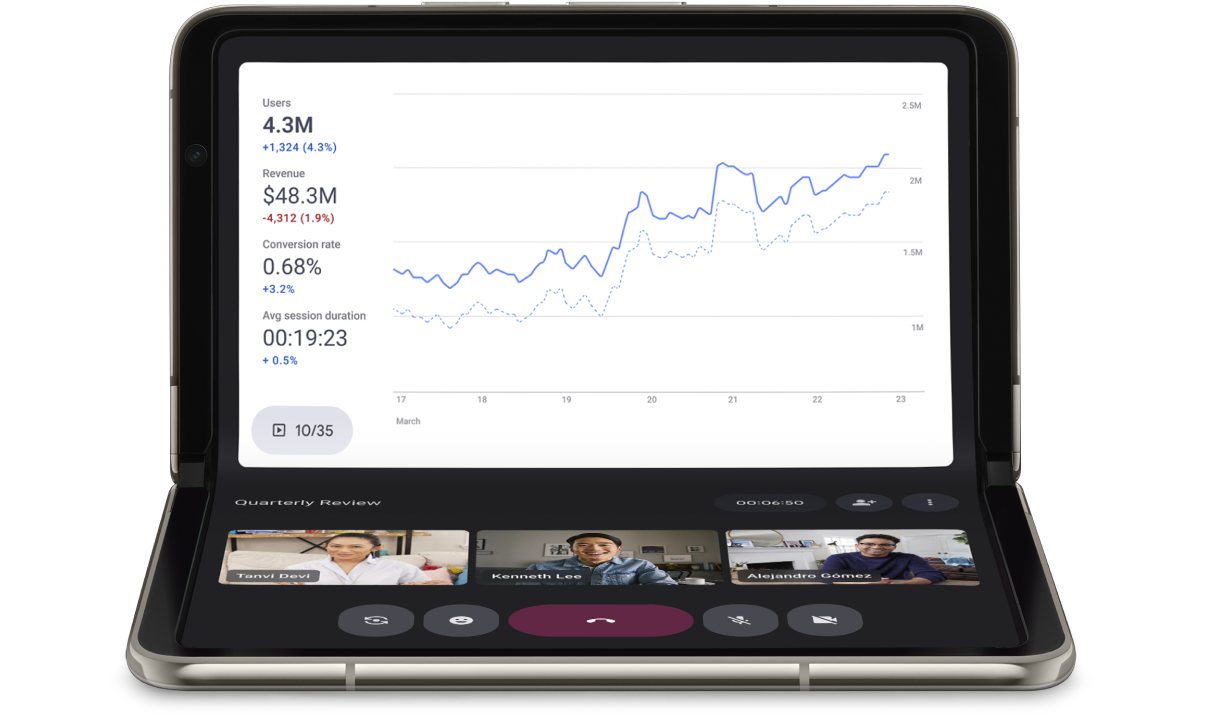 Users
4.3M
+1,324 (4.3%)
Revenue
$48.3M
-4,312 (1.9%)
Conversion rate
0.68%
+3.2%
Avg session duration
00:19:23
+ 0.5%
2.5M
2M
1.5M
1M
17 18 19 20 21 22 23
March
10/35
Quarterly Review
00:06:50
Tanvi Devi
Kenneth Lee
Alejandro Gómez